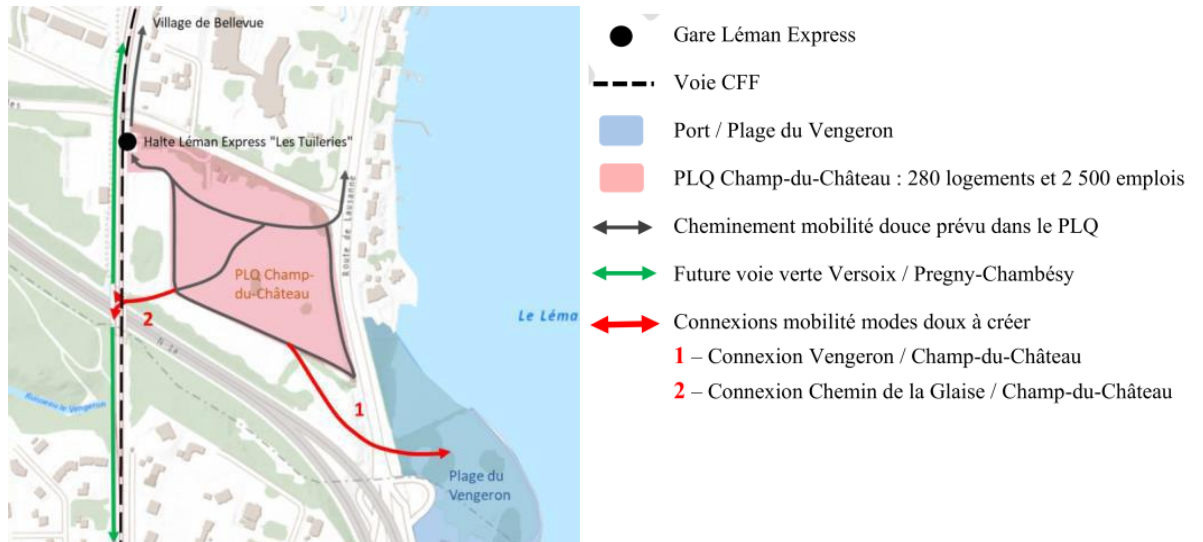 Village de Bellevue
Halte Léman Express "Les Tuileries"
Route de Lausanne
PLQ Champ-
du-Château
Le Léma
2
N 1a
1
Ruisseau le Vengeron
Plage du
Vengeron
Gare Léman Express
Voie CFF
Port / Plage du Vengeron
PLQ Champ-du-Château : 280 logements et 2 500 emplois
Cheminement mobilité douce prévu dans le PLQ
Future voie verte Versoix / Pregny-Chambésy
Connexions mobilité modes doux à créer
1 – Connexion Vengeron / Champ-du-Château
2 – Connexion Chemin de la Glaise / Champ-du-Château